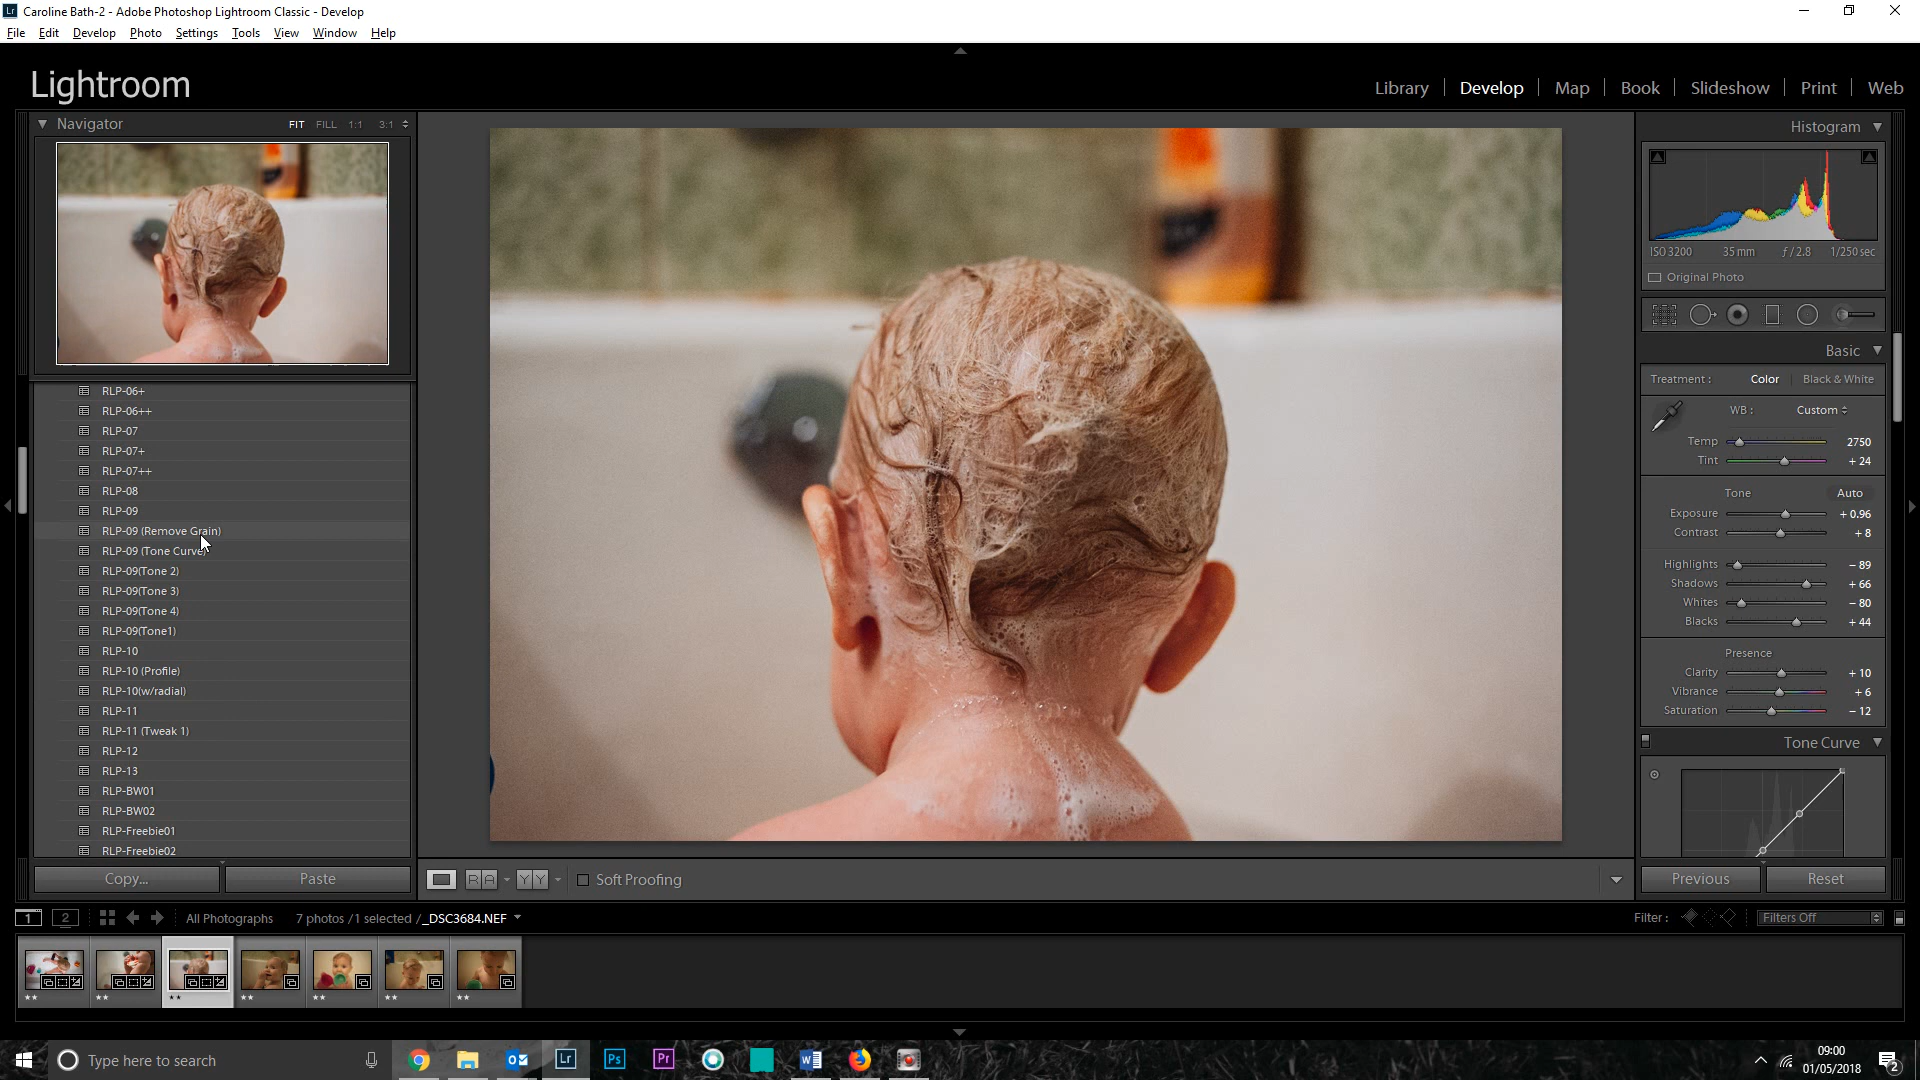 Lr Caroline Bath-2 - Adobe Photoshop Lightroom Classic - Develop
File Edit Develop Photo Settings Tools View Window Help
Lightroom
Library Develop Map Book Slideshow Print Web
Navigator FIT FILL 1:1 3:1
RLP-06+
RLP-06++
RLP-07
RLP-07+
RLP-07++
RLP-08
RLP-09
RLP-09 (Remove Grain)
RLP-09 (Tone Curve)
RLP-09(Tone 2)
RLP-09(Tone 3)
RLP-09(Tone 4)
RLP-09(Tone1)
RLP-10
RLP-10 (Profile)
RLP-10(w/radial)
RLP-11
RLP-11 (Tweak 1)
RLP-12
RLP-13
RLP-BW01
RLP-BW02
RLP-Freebie01
RLP-Freebie02
Copy... Paste
Histogram
ISO 3200 35 mm ƒ / 2.8 1/250 sec
Original Photo
Basic
Treatment : Color Black & White
WB : Custom
Temp 2750
Tint + 24
Tone Auto
Exposure + 0.96
Contrast + 8
Highlights – 89
Shadows + 66
Whites – 80
Blacks + 44
Presence
Clarity + 10
Vibrance + 6
Saturation – 12
Tone Curve
Previous Reset
R A Y Y Soft Proofing
1 2 All Photographs 7 photos / 1 selected / _DSC3684.NEF
Filter : Filters Off
Type here to search
Lr Ps Pr
09:00
01/05/2018
2